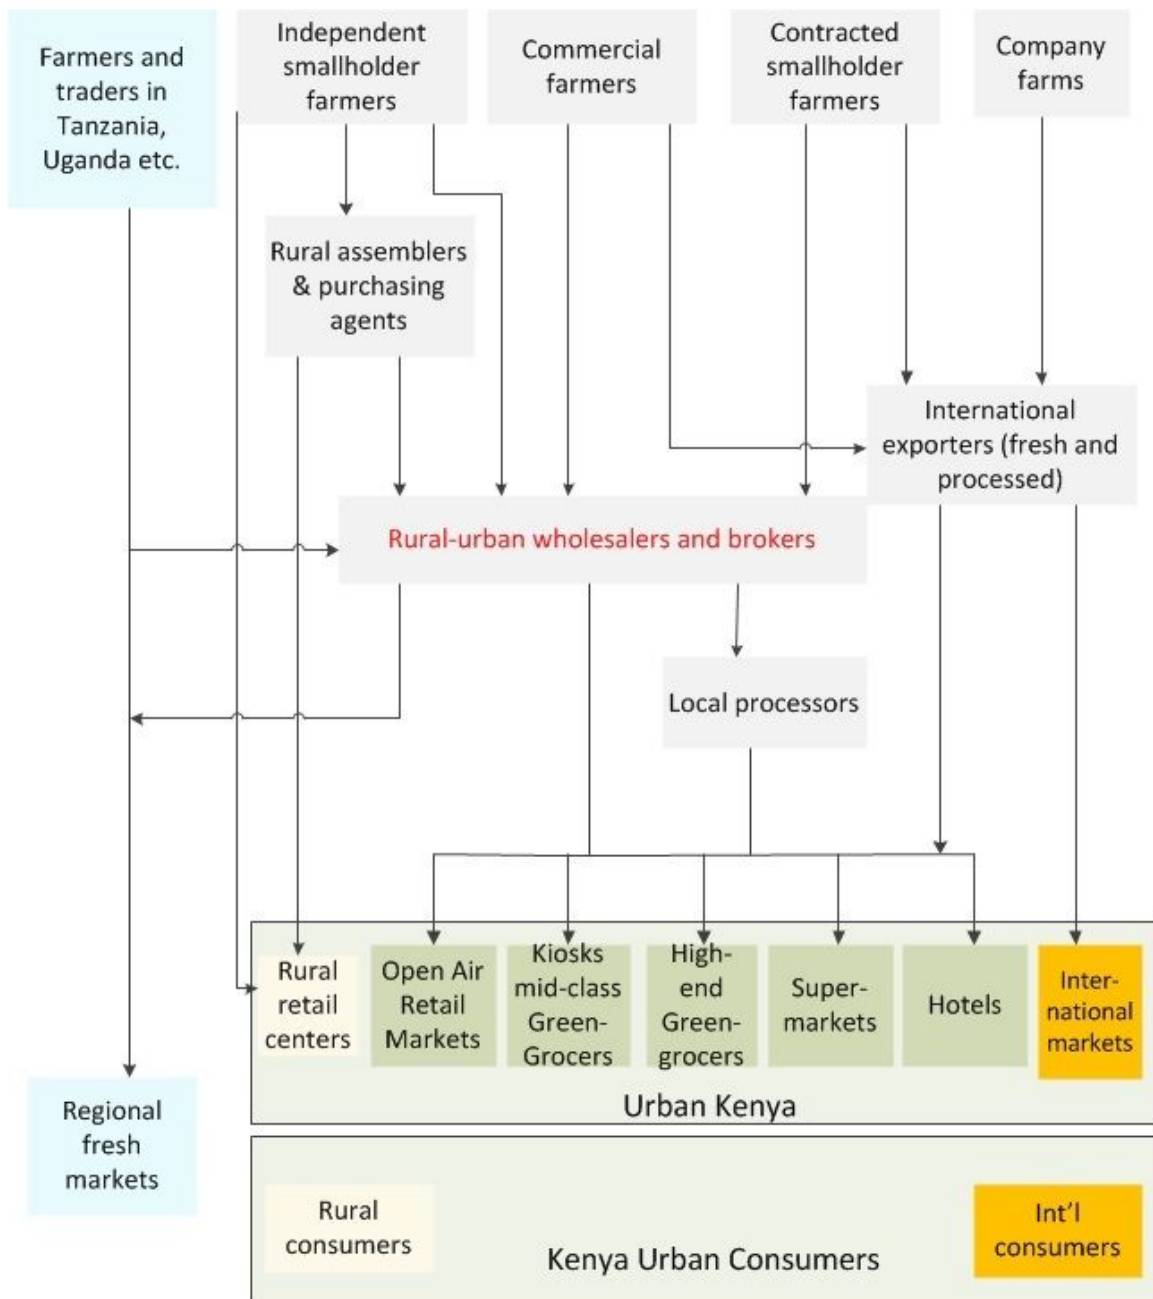 Farmers and
traders in
Tanzania,
Uganda etc.
Independent
smallholder
farmers
Commercial
farmers
Contracted
smallholder
farmers
Company
farms
Rural assemblers
& purchasing
agents
International
exporters (fresh and
processed)
Rural-urban wholesalers and brokers
Local processors
Rural
retail
centers
Open Air
Retail
Markets
Kiosks
mid-class
Green-
Grocers
High-
end
Green-
grocers
Super-
markets
Hotels
Inter-
national
markets
Urban Kenya
Regional
fresh
markets
Rural
consumers
Kenya Urban Consumers
Int'l
consumers